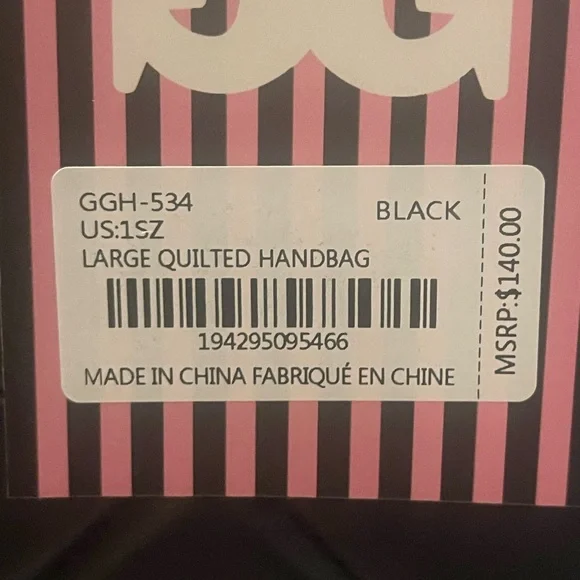 GGH-534
BLACK
US:1SZ
LARGE QUILTED HANDBAG
194295095466
MADE IN CHINA FABRIQUÉ EN CHINE
MSRP:$140.00